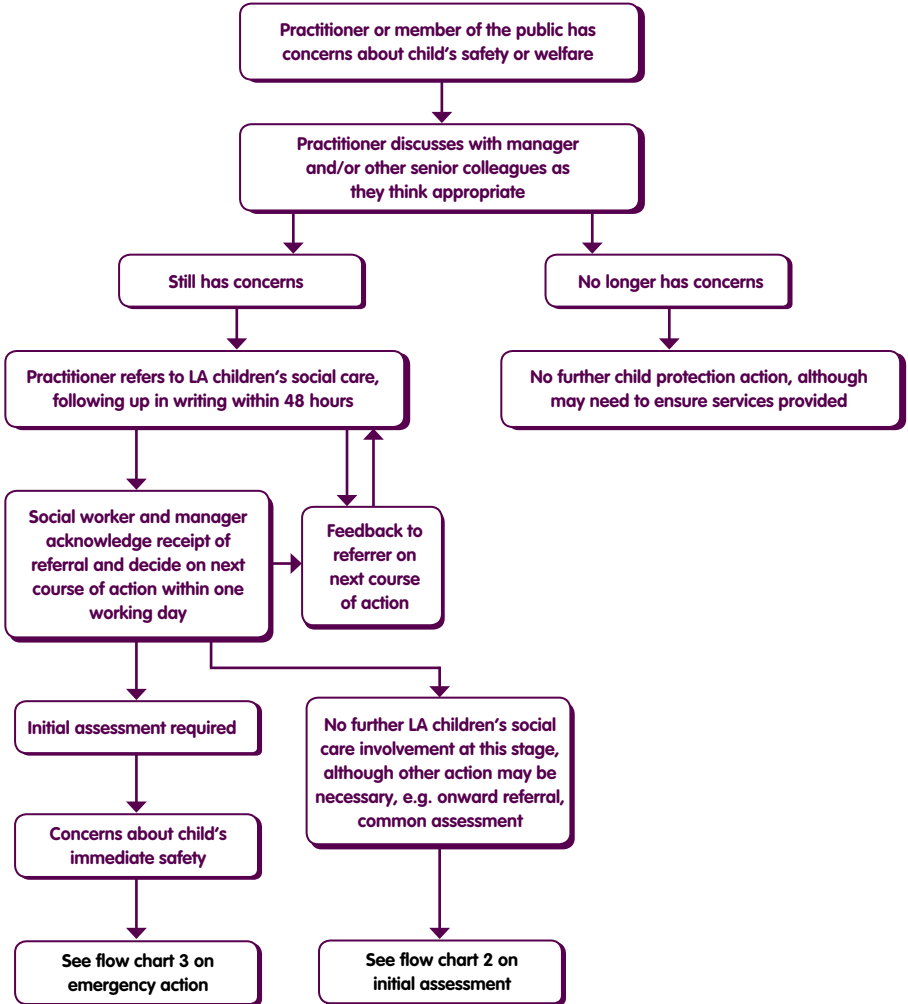 Practitioner or member of the public has
concerns about child’s safety or welfare
Practitioner discusses with manager
and/or other senior colleagues as
they think appropriate
Still has concerns
No longer has concerns
Practitioner refers to LA children’s social care,
following up in writing within 48 hours
No further child protection action, although
may need to ensure services provided
Social worker and manager
acknowledge receipt of
referral and decide on next
course of action within one
working day
Feedback to
referrer on
next course
of action
Initial assessment required
No further LA children’s social
care involvement at this stage,
although other action may be
necessary, e.g. onward referral,
common assessment
Concerns about child’s
immediate safety
See flow chart 3 on
emergency action
See flow chart 2 on
initial assessment